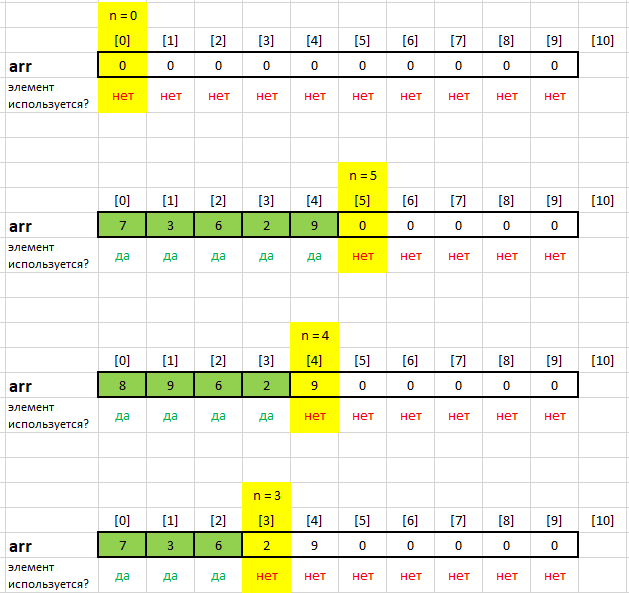 n = 0
[0] [1] [2] [3] [4] [5] [6] [7] [8] [9] [10]
arr 0 0 0 0 0 0 0 0 0 0
элемент
используется? нет нет нет нет нет нет нет нет нет нет
n = 5
[0] [1] [2] [3] [4] [5] [6] [7] [8] [9] [10]
arr 7 3 6 2 9 0 0 0 0 0
элемент
используется? да да да да да нет нет нет нет нет
n = 4
[0] [1] [2] [3] [4] [5] [6] [7] [8] [9] [10]
arr 8 9 6 2 9 0 0 0 0 0
элемент
используется? да да да да нет нет нет нет нет нет
n = 3
[0] [1] [2] [3] [4] [5] [6] [7] [8] [9] [10]
arr 7 3 6 2 9 0 0 0 0 0
элемент
используется? да да да нет нет нет нет нет нет нет